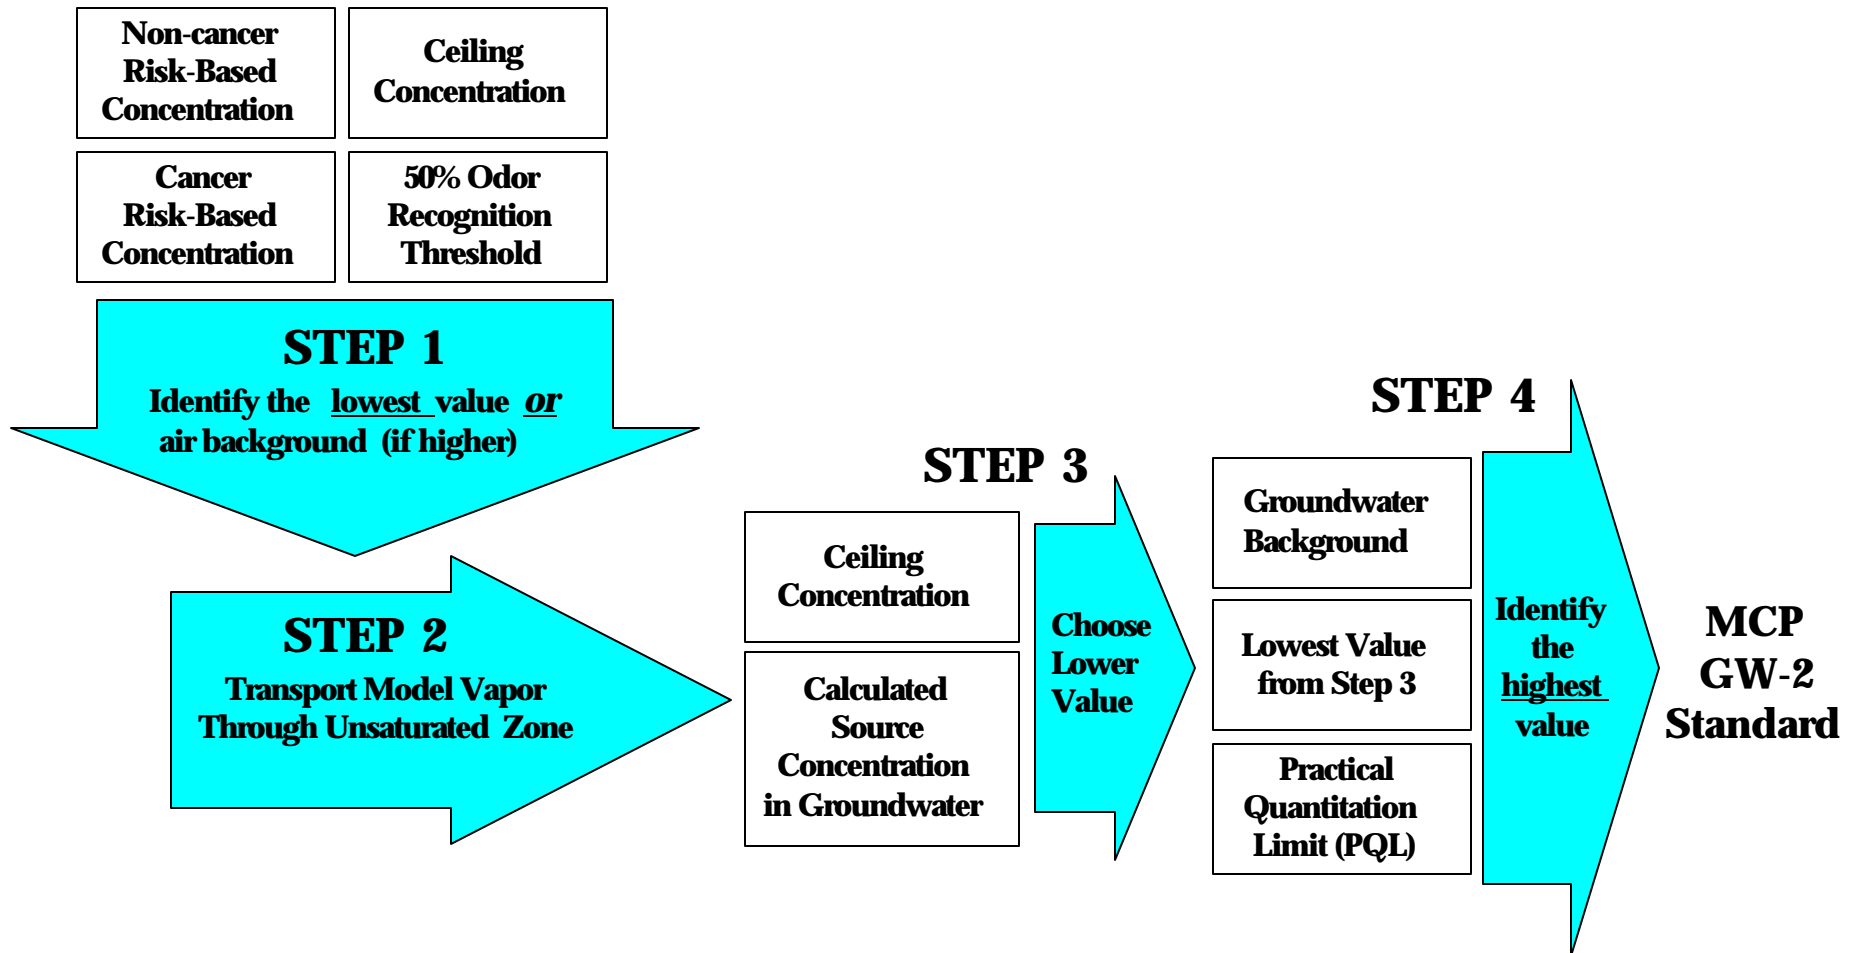 Non-cancer
Risk-Based
Concentration
Ceiling
Concentration
Cancer
Risk-Based
Concentration
50% Odor
Recognition
Threshold
STEP 1
Identify the lowest value or
air background (if higher)
STEP 2
Transport Model Vapor
Through Unsaturated Zone
STEP 3
Ceiling
Concentration
Calculated
Source
Concentration
in Groundwater
Choose
Lower
Value
STEP 4
Groundwater
Background
Lowest Value
from Step 3
Practical
Quantitation
Limit (PQL)
Identify
the
highest
value
MCP
GW-2
Standard